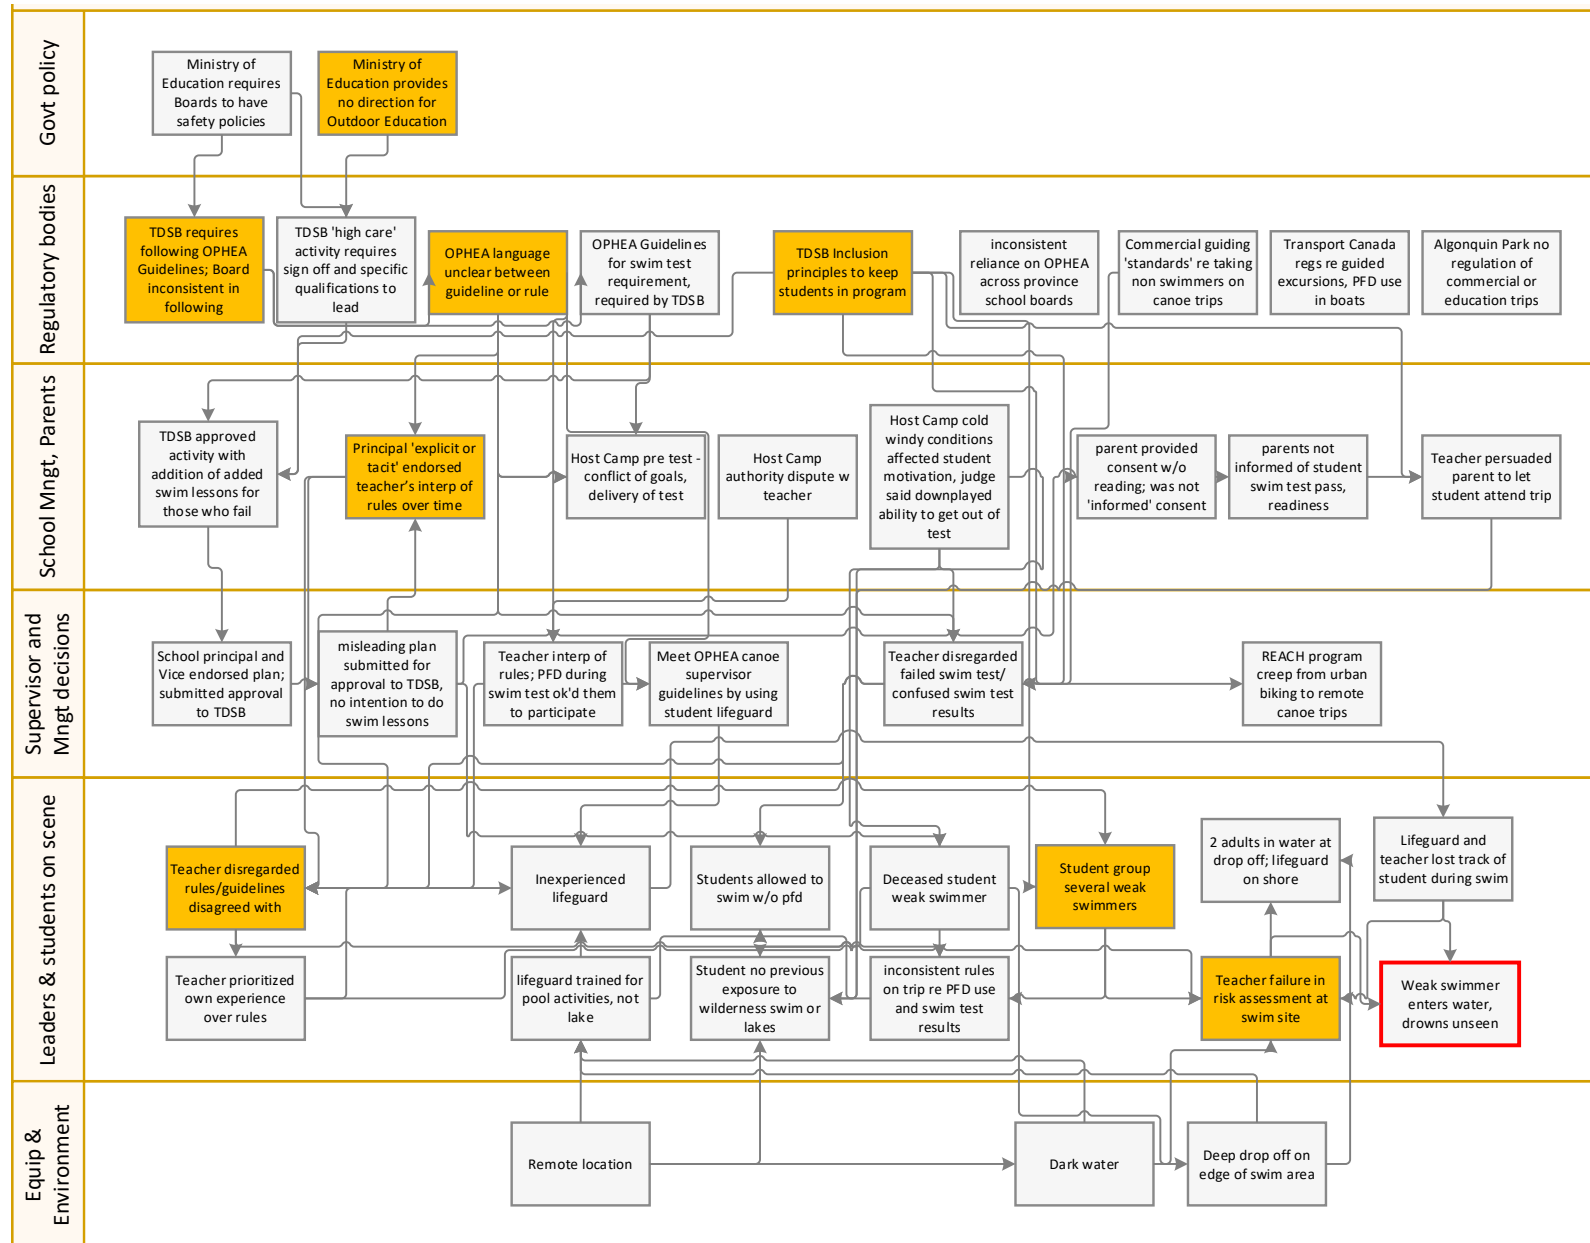 Govt policy
Ministry of
Education requires
Boards to have
safety policies
Ministry of
Education provides
no direction for
Outdoor Education
Regulatory bodies
TDSB requires
following OPHEA
Guidelines; Board
inconsistent in
following
TDSB 'high care'
activity requires
sign off and specific
qualifications to
lead
OPHEA language
unclear between
guideline or rule
OPHEA Guidelines
for swim test
requirement,
required by TDSB
TDSB Inclusion
principles to keep
students in program
inconsistent
reliance on OPHEA
across province
school boards
Commercial guiding
'standards' re taking
non swimmers on
canoe trips
Transport Canada
regs re guided
excursions, PFD use
in boats
Algonquin Park no
regulation of
commercial or
education trips
School Mngt, Parents
TDSB approved
activity with
addition of added
swim lessons for
those who fail
Principal 'explicit or
tacit' endorsed
teacher's interp of
rules over time
Host Camp pre test -
conflict of goals,
delivery of test
Host Camp
authority dispute w
teacher
Host Camp cold
windy conditions
affected student
motivation, judge
said downplayed
ability to get out of
test
parent provided
consent w/o
reading; was not
'informed' consent
parents not
informed of student
swim test pass,
readiness
Teacher persuaded
parent to let
student attend trip
Supervisor and
Mngt decisions
School principal and
Vice endorsed plan;
submitted approval
to TDSB
misleading plan
submitted for
approval to TDSB,
no intention to do
swim lessons
Teacher interp of
rules; PFD during
swim test ok'd them
to participate
Meet OPHEA canoe
supervisor
guidelines by using
student lifeguard
Teacher disregarded
failed swim test/
confused swim test
results
REACH program
creep from urban
biking to remote
canoe trips
Leaders & students on scene
Teacher disregarded
rules/guidelines
disagreed with
Inexperienced
lifeguard
Students allowed to
swim w/o pfd
Deceased student
weak swimmer
Student group
several weak
swimmers
2 adults in water at
drop off; lifeguard
on shore
Lifeguard and
teacher lost track of
student during swim
Teacher prioritized
own experience
over rules
lifeguard trained for
pool activities, not
lake
Student no previous
exposure to
wilderness swim or
lakes
inconsistent rules
on trip re PFD use
and swim test
results
Teacher failure in
risk assessment at
swim site
Weak swimmer
enters water,
drowns unseen
Equip &
Environment
Remote location
Dark water
Deep drop off on
edge of swim area